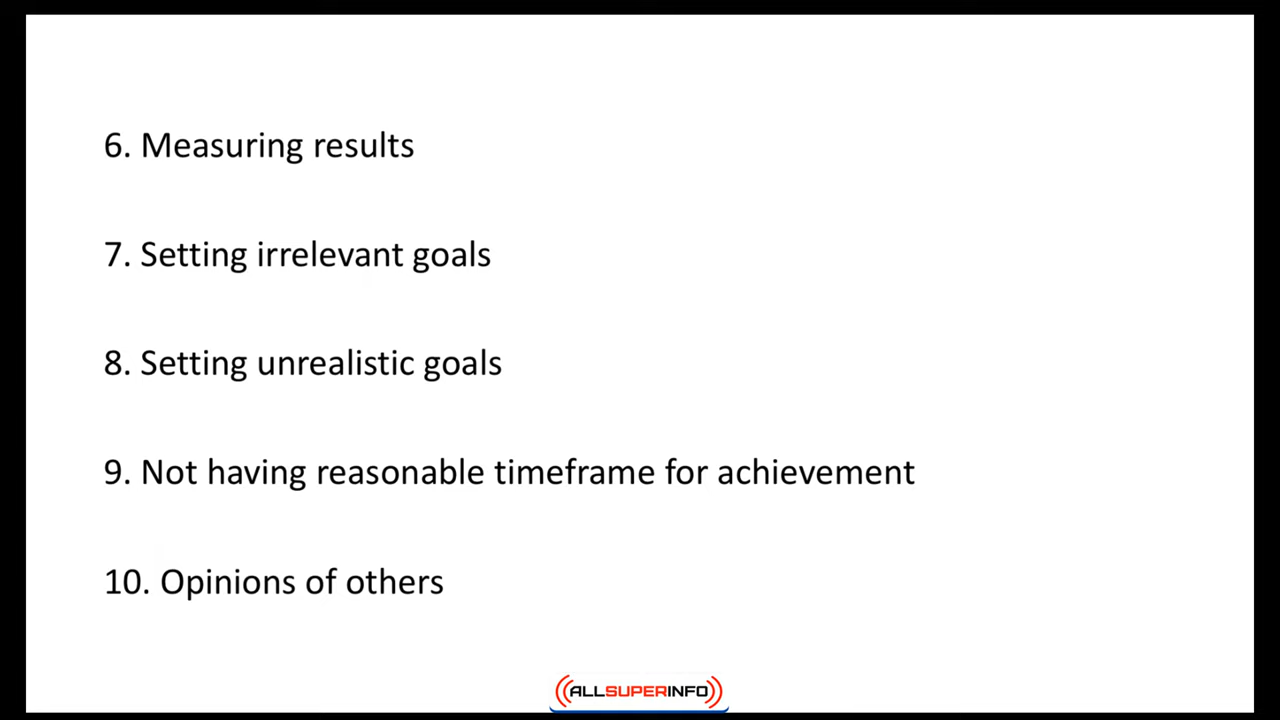 6. Measuring results
7. Setting irrelevant goals
8. Setting unrealistic goals
9. Not having reasonable timeframe for achievement
10. Opinions of others
ALLSUPERINFO